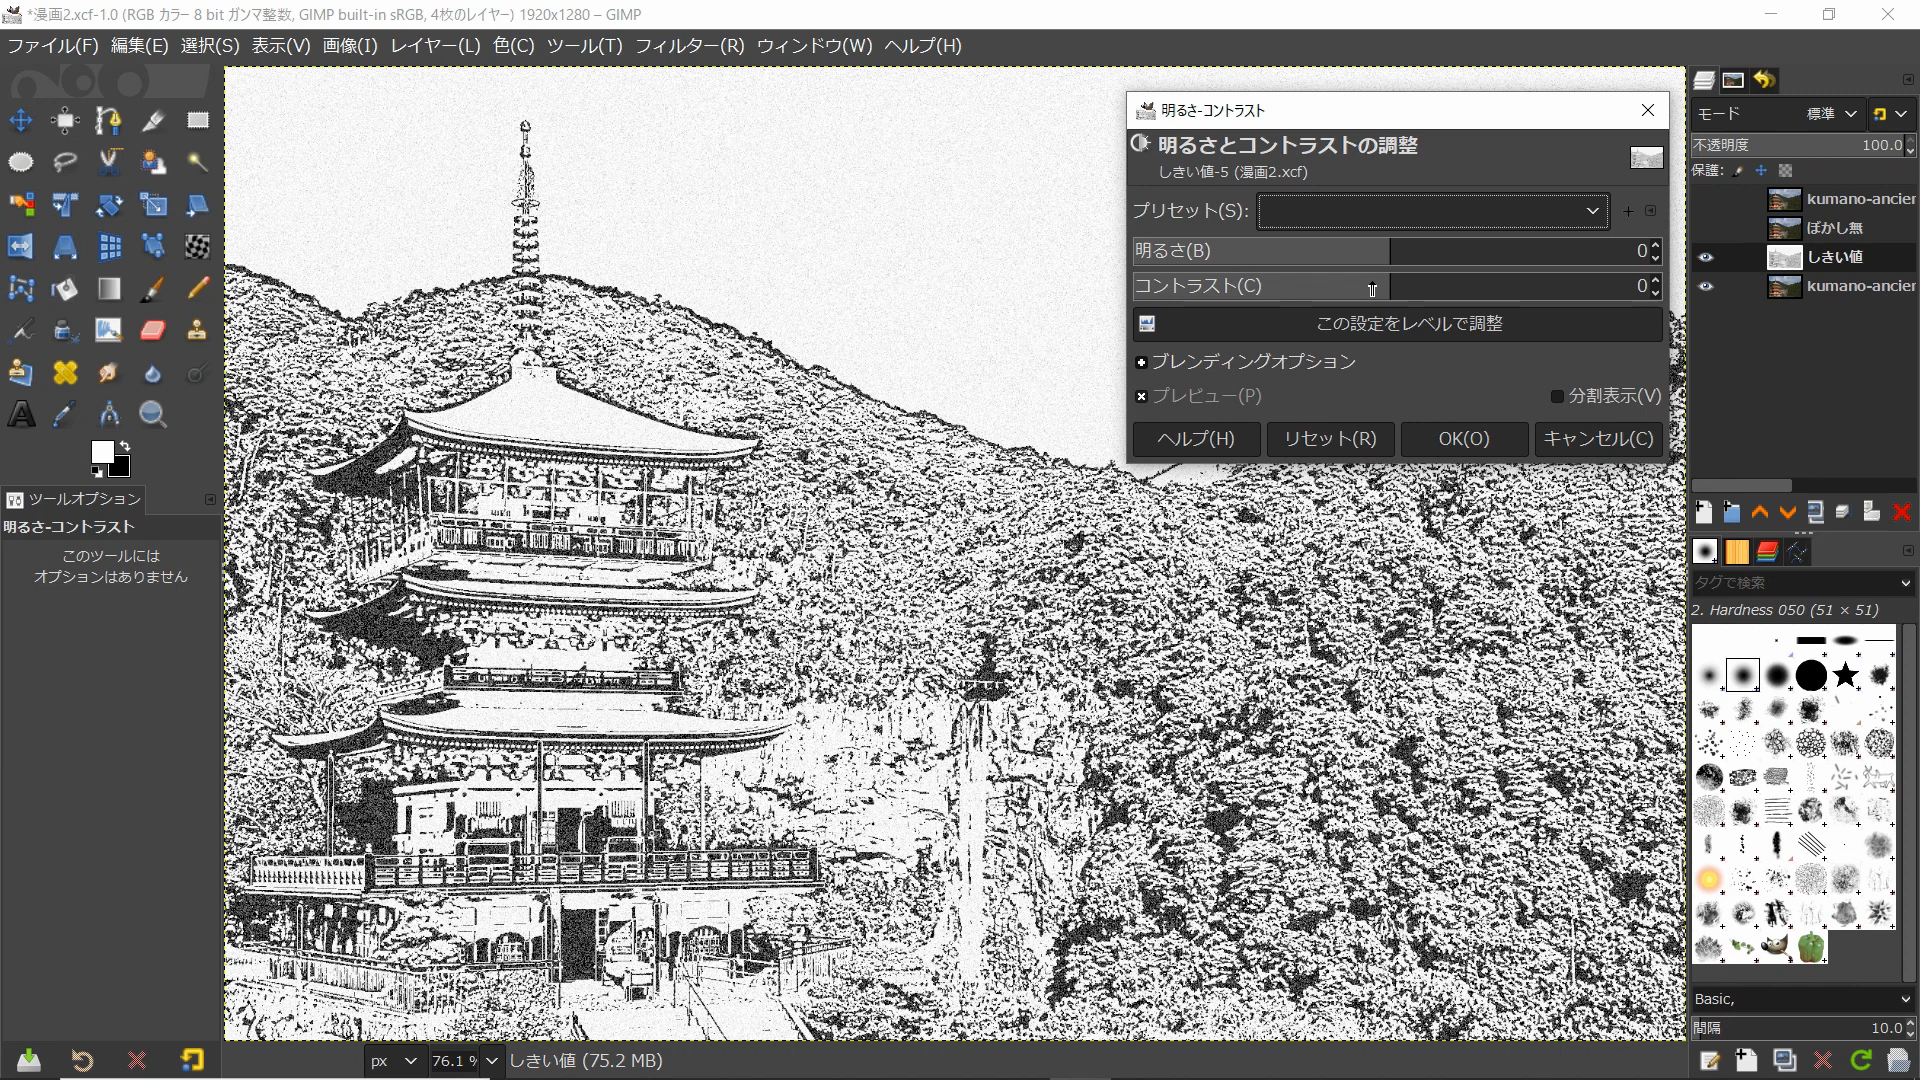 *漫画2.xcf-1.0 (RGB カラー 8 bit ガンマ整数, GIMP built-in sRGB, 4枚のレイヤー) 1920x1280 – GIMP
ファイル(F) 編集(E) 選択(S) 表示(V) 画像(I) レイヤー(L) 色(C) ツール(T) フィルター(R) ウィンドウ(W) ヘルプ(H)
ツールオプション
明るさ-コントラスト
このツールには
オプションはありません
明るさ-コントラスト
明るさとコントラストの調整
しきい値-5 (漫画2.xcf)
プリセット(S):
明るさ(B) 0
コントラスト(C) 0
この設定をレベルで調整
ブレンディングオプション
プレビュー(P) 分割表示(V)
ヘルプ(H) リセット(R) OK(O) キャンセル(C)
モード 標準
不透明度 100.0
保護:
kumano-ancier
ぼかし無
しきい値
kumano-ancier
タグで検索
2. Hardness 050 (51 × 51)
Basic,
間隔 10.0
px 76.1 % しきい値 (75.2 MB)